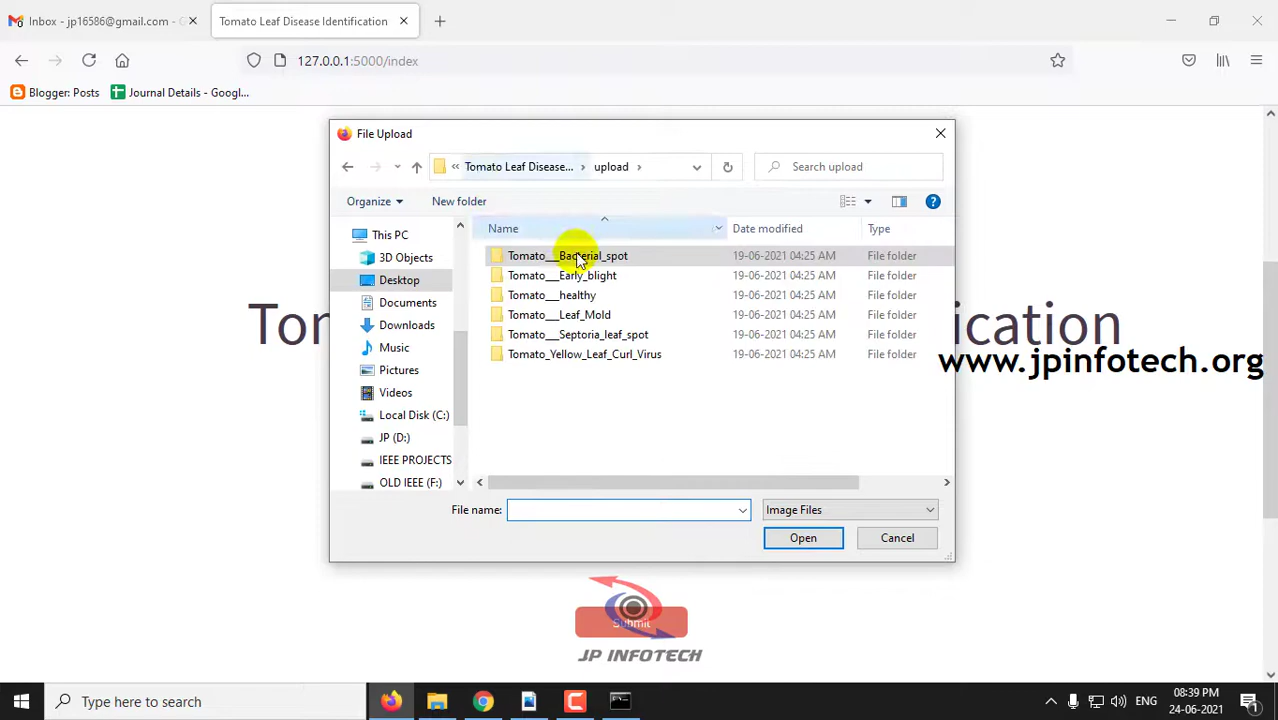 Inbox - jp16586@gmail.com - G
Tomato Leaf Disease Identification
127.0.0.1:5000/index
Blogger: Posts
Journal Details - Googl...
File Upload
« Tomato Leaf Disease... › upload ›
Search upload
Organize
New folder
This PC
3D Objects
Desktop
Documents
Downloads
Music
Pictures
Videos
Local Disk (C:)
JP (D:)
IEEE PROJECTS
OLD IEEE (F:)
Name Date modified Type
Tomato___Bacterial_spot 19-06-2021 04:25 AM File folder
Tomato___Early_blight 19-06-2021 04:25 AM File folder
Tomato___healthy 19-06-2021 04:25 AM File folder
Tomato___Leaf_Mold 19-06-2021 04:25 AM File folder
Tomato___Septoria_leaf_spot 19-06-2021 04:25 AM File folder
Tomato_Yellow_Leaf_Curl_Virus 19-06-2021 04:25 AM File folder
File name:
Image Files
Open
Cancel
Tom
ication
www.jpinfotech.org
Submit
JP INFOTECH
Type here to search
ENG
08:39 PM
24-06-2021
1